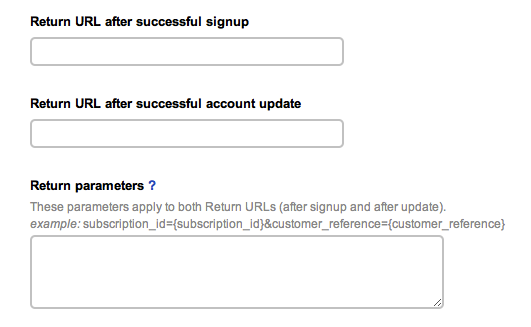 Return URL after successful signup
Return URL after successful account update
Return parameters ?
These parameters apply to both Return URLs (after signup and after update).
example: subscription_id={subscription_id}&customer_reference={customer_reference}